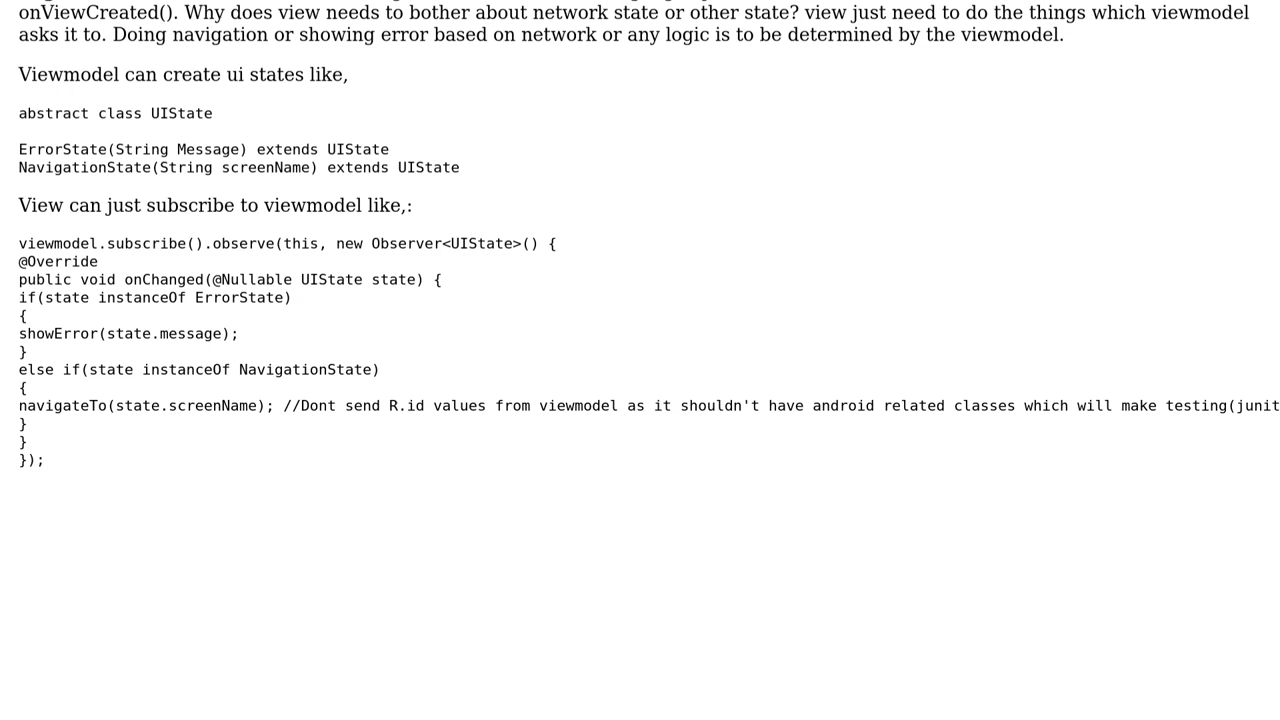 onViewCreated(). Why does view needs to bother about network state or other state? view just need to do the things which viewmodel
asks it to. Doing navigation or showing error based on network or any logic is to be determined by the viewmodel.
Viewmodel can create ui states like,
abstract class UIState
ErrorState(String Message) extends UIState
NavigationState(String screenName) extends UIState
View can just subscribe to viewmodel like,:
viewmodel.subscribe().observe(this, new Observer<UIState>() {
@Override
public void onChanged(@Nullable UIState state) {
if(state instanceOf ErrorState)
{
showError(state.message);
}
else if(state instanceOf NavigationState)
{
navigateTo(state.screenName); //Dont send R.id values from viewmodel as it shouldn't have android related classes which will make testing(junit
}
}
});